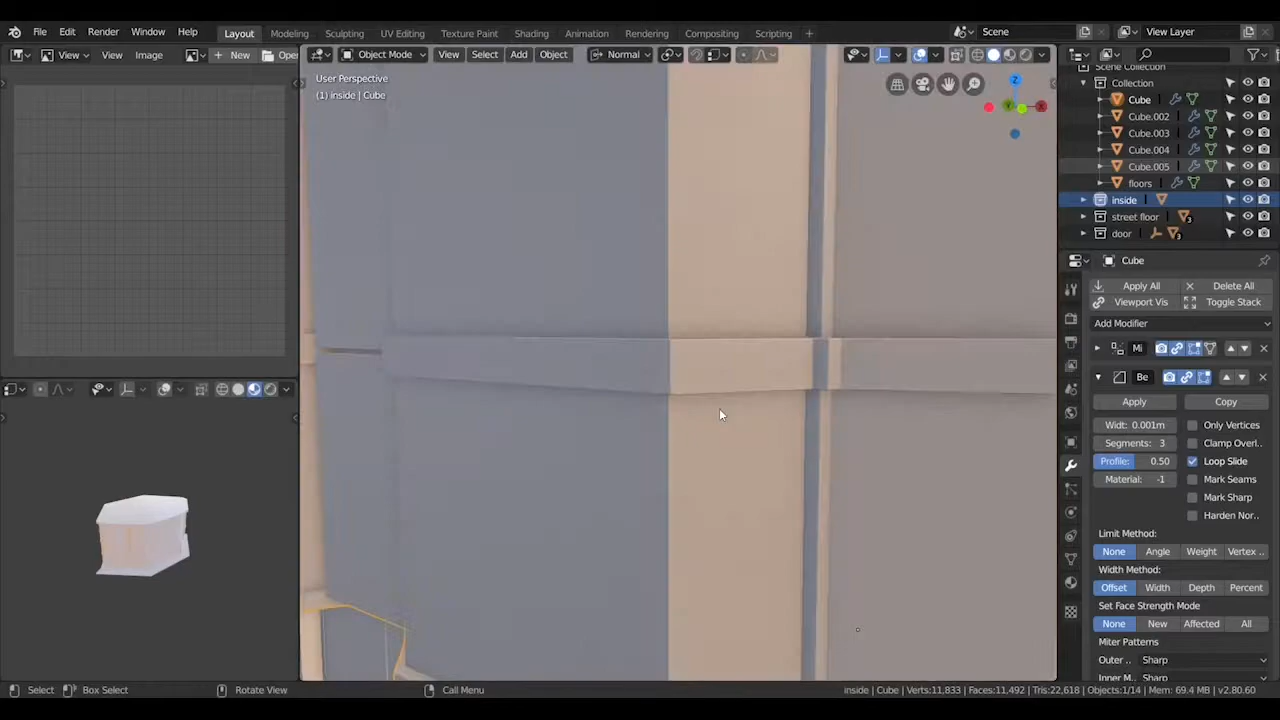 File Edit Render Window Help Layout Modeling Sculpting UV Editing Texture Paint Shading Animation Rendering Compositing Scripting + Scene View Layer
View View Image + New Open
Object Mode View Select Add Object Normal
User Perspective
(1) inside | Cube
Scene Collection
Collection
Cube
Cube.002
Cube.003
Cube.004
Cube.005
floors
inside
street floor 3
door 3
Cube
Apply All Delete All
Viewport Vis Toggle Stack
Add Modifier
Mi
Be
Apply Copy
Widt: 0.001m Only Vertices
Segments: 3 Clamp Overl..
Profile: 0.50 Loop Slide
Material: -1 Mark Seams
Mark Sharp
Harden Nor..
Limit Method:
None Angle Weight Vertex ..
Width Method:
Offset Width Depth Percent
Set Face Strength Mode
None New Affected All
Miter Patterns
Outer .. Sharp
Inner M.. Sharp
Select Box Select Rotate View Call Menu inside | Cube | Verts:11,833 | Faces:11,492 | Tris:22,618 | Objects:1/14 | Mem: 69.4 MB | v2.80.60
X
Y
Z